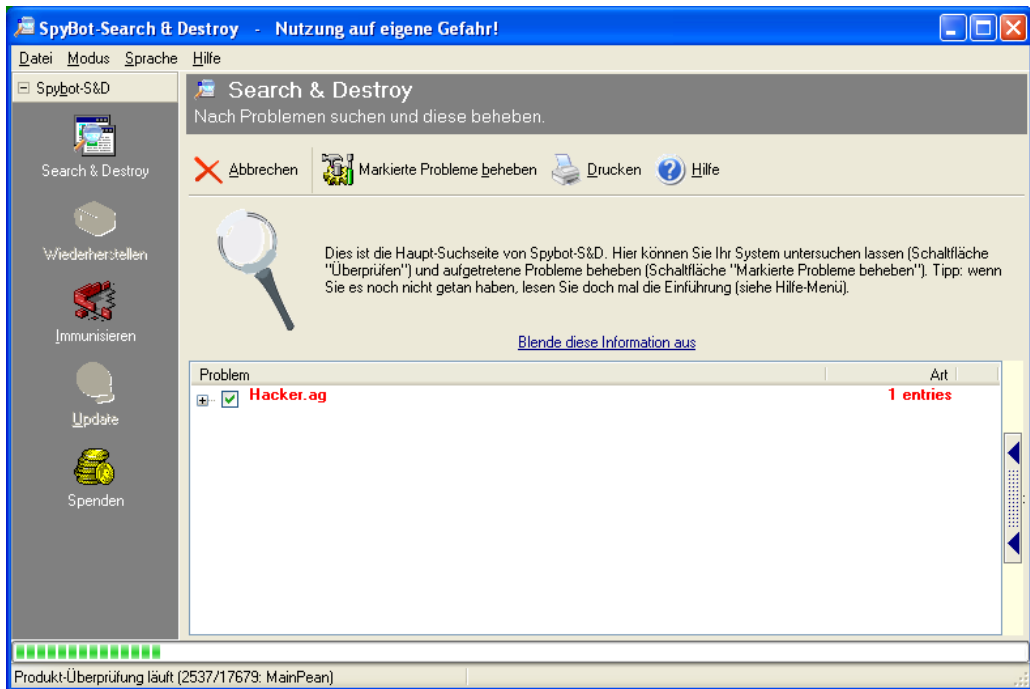 SpyBot-Search & Destroy - Nutzung auf eigene Gefahr!
Datei Modus Sprache Hilfe
Spybot-S&D
Search & Destroy
Nach Problemen suchen und diese beheben.
Search & Destroy
Wiederherstellen
Immunisieren
Update
Spenden
Abbrechen Markierte Probleme beheben Drucken Hilfe
Dies ist die Haupt-Suchseite von Spybot-S&D. Hier können Sie Ihr System untersuchen lassen (Schaltfläche
"Überprüfen") und aufgetretene Probleme beheben (Schaltfläche "Markierte Probleme beheben"). Tipp: wenn
Sie es noch nicht getan haben, lesen Sie doch mal die Einführung (siehe Hilfe-Menü).
Blende diese Information aus
Problem Art
Hacker.ag 1 entries
Produkt-Überprüfung läuft (2537/17679: MainPean)